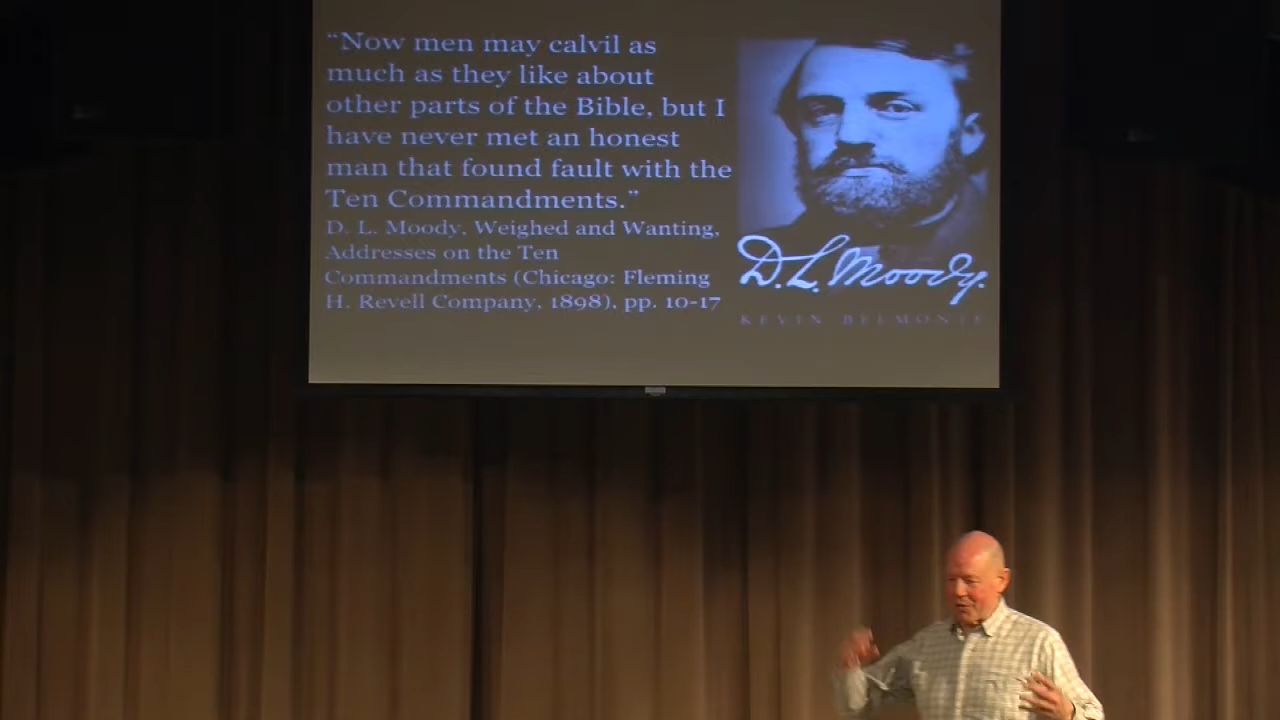 “Now men may calvil as
much as they like about
other parts of the Bible, but I
have never met an honest
man that found fault with the
Ten Commandments.”
D. L. Moody. Weighed and Wanting,
Addresses on the Ten
Commandments (Chicago: Fleming
H. Revell Company, 1898), pp. 10-17
D. L. Moody.
KEVIN BELMONTE